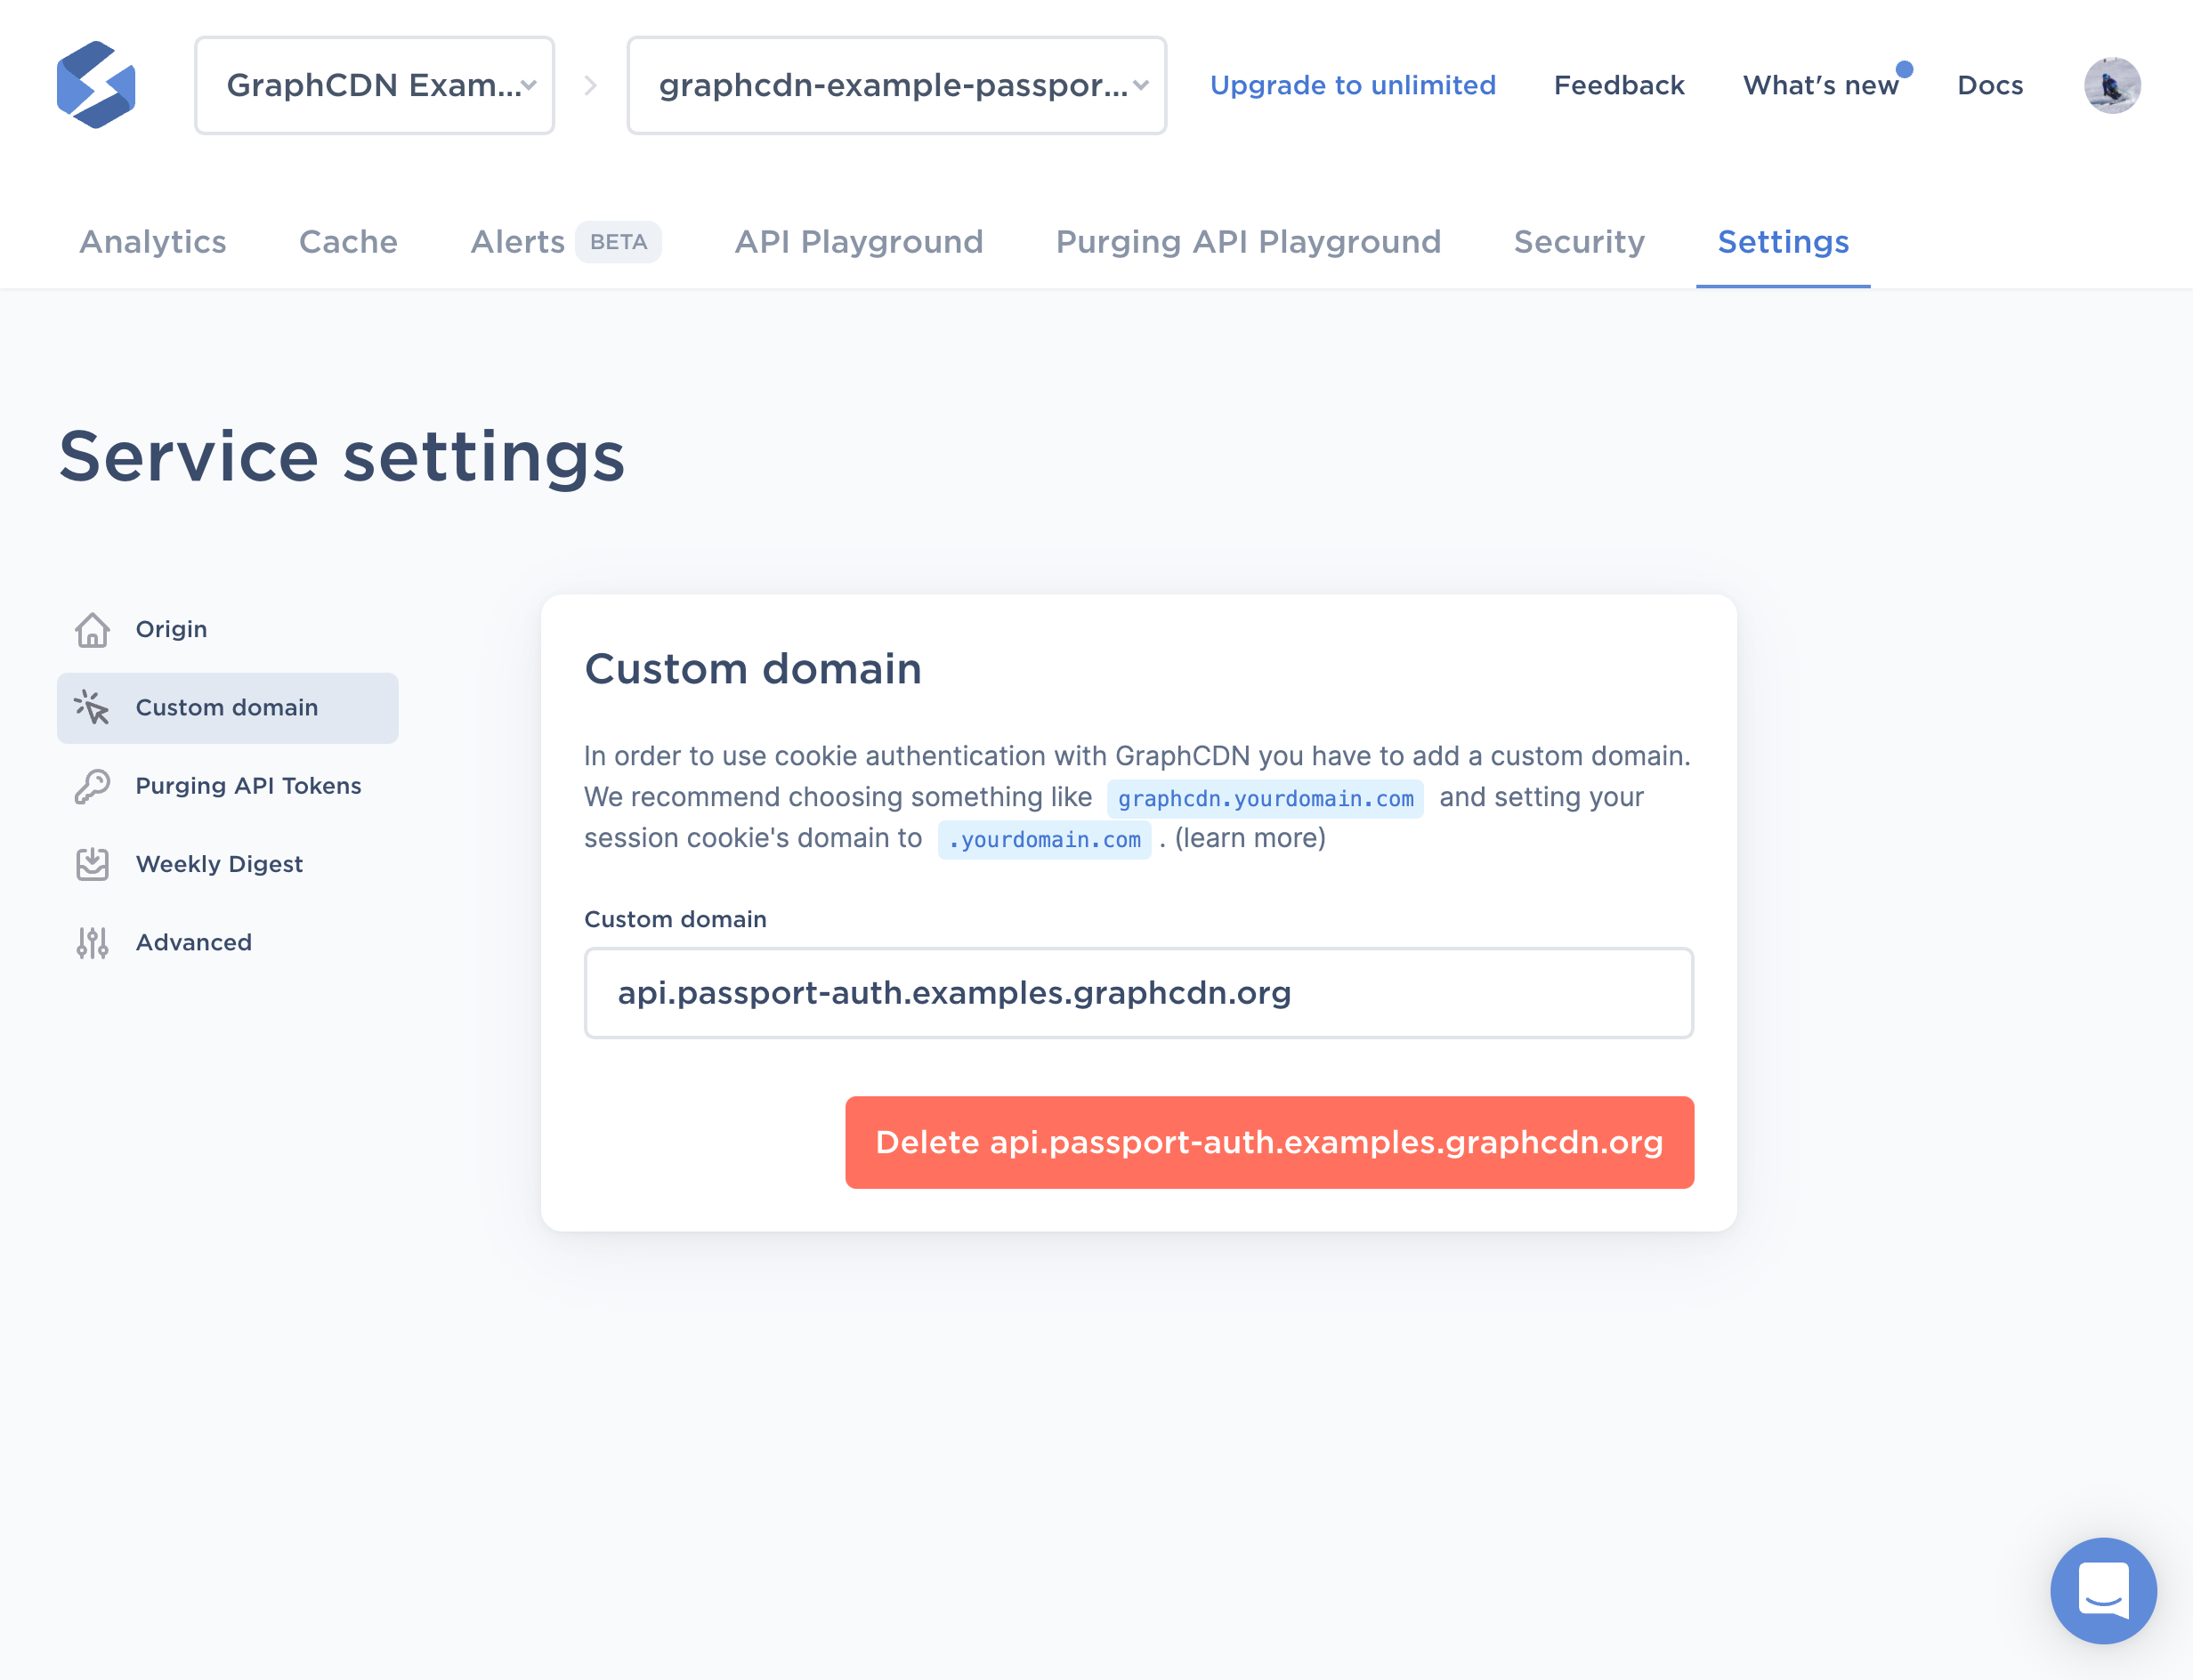 GraphCDN Exam...
graphcdn-example-passpor...
Upgrade to unlimited
Feedback
What's new
Docs
Analytics
Cache
Alerts BETA
API Playground
Purging API Playground
Security
Settings
Service settings
Origin
Custom domain
Purging API Tokens
Weekly Digest
Advanced
Custom domain
In order to use cookie authentication with GraphCDN you have to add a custom domain.
We recommend choosing something like graphcdn.yourdomain.com and setting your
session cookie's domain to .yourdomain.com . (learn more)
Custom domain
api.passport-auth.examples.graphcdn.org
Delete api.passport-auth.examples.graphcdn.org